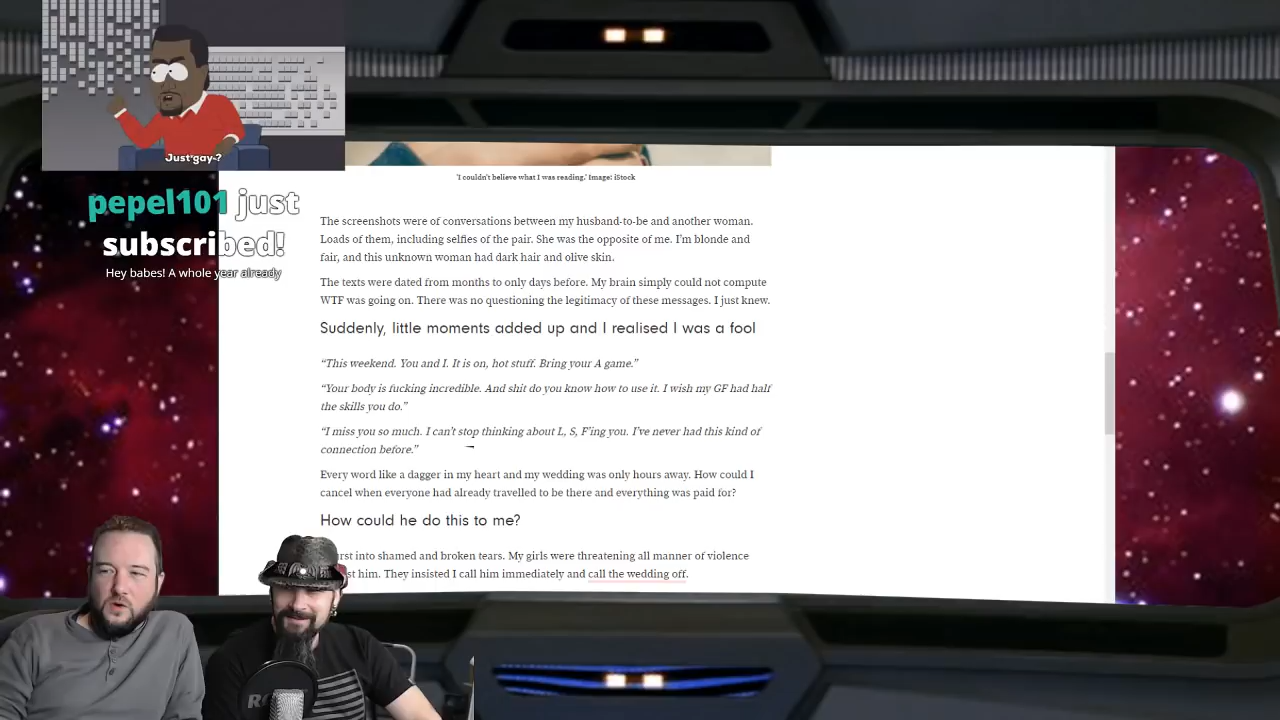 Just gay ?
pepel101 just
subscribed!
Hey babes! A whole year already
'I couldn't believe what I was reading.' Image: iStock
The screenshots were of conversations between my husband-to-be and another woman.
Loads of them, including selfies of the pair. She was the opposite of me. I'm blonde and
fair, and this unknown woman had dark hair and olive skin.
The texts were dated from months to only days before. My brain simply could not compute
WTF was going on. There was no questioning the legitimacy of these messages. I just knew.
Suddenly, little moments added up and I realised I was a fool
“This weekend. You and I. It is on, hot stuff. Bring your A game.”
“Your body is fucking incredible. And shit do you know how to use it. I wish my GF had half
the skills you do.”
“I miss you so much. I can't stop thinking about L, S, F'ing you. I've never had this kind of
connection before.”
Every word like a dagger in my heart and my wedding was only hours away. How could I
cancel when everyone had already travelled to be there and everything was paid for?
How could he do this to me?
into shamed and broken tears. My girls were threatening all manner of violence
him. They insisted I call him immediately and call the wedding off.